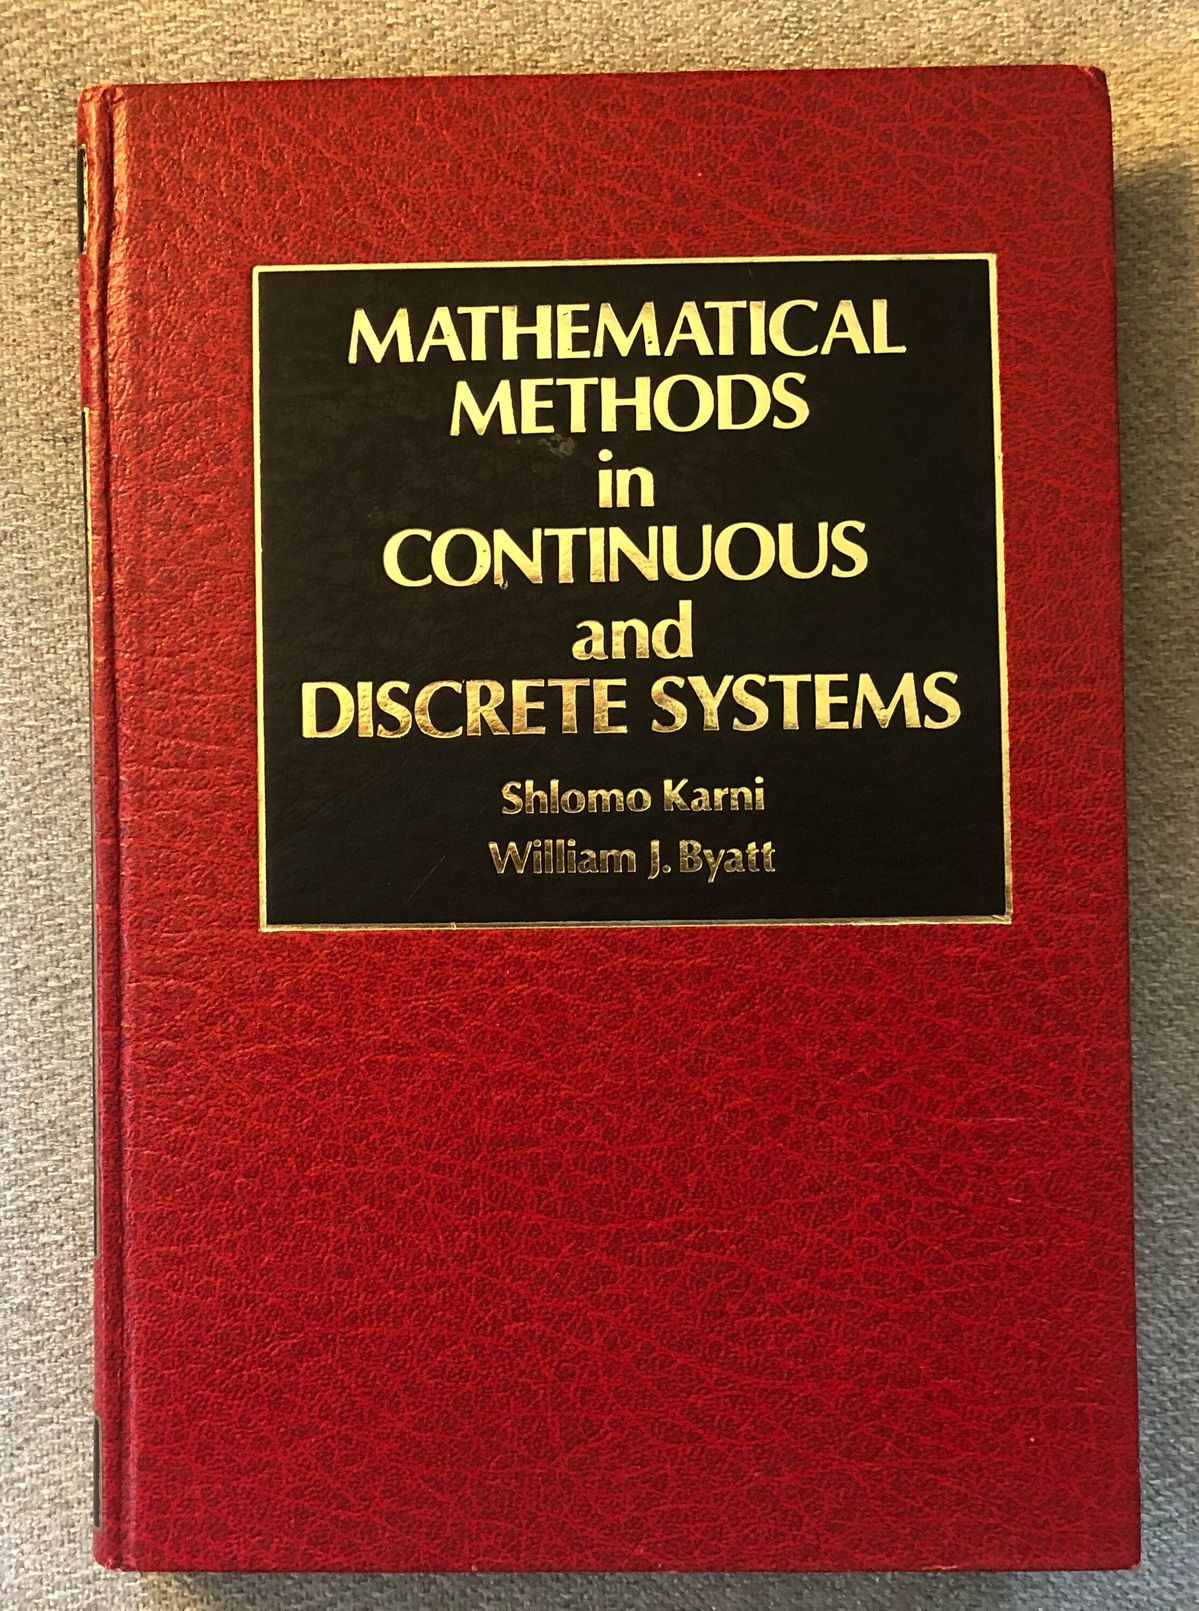 MATHEMATICAL
METHODS
in
CONTINUOUS
and
DISCRETE SYSTEMS
Shlomo Karni
William J. Byatt